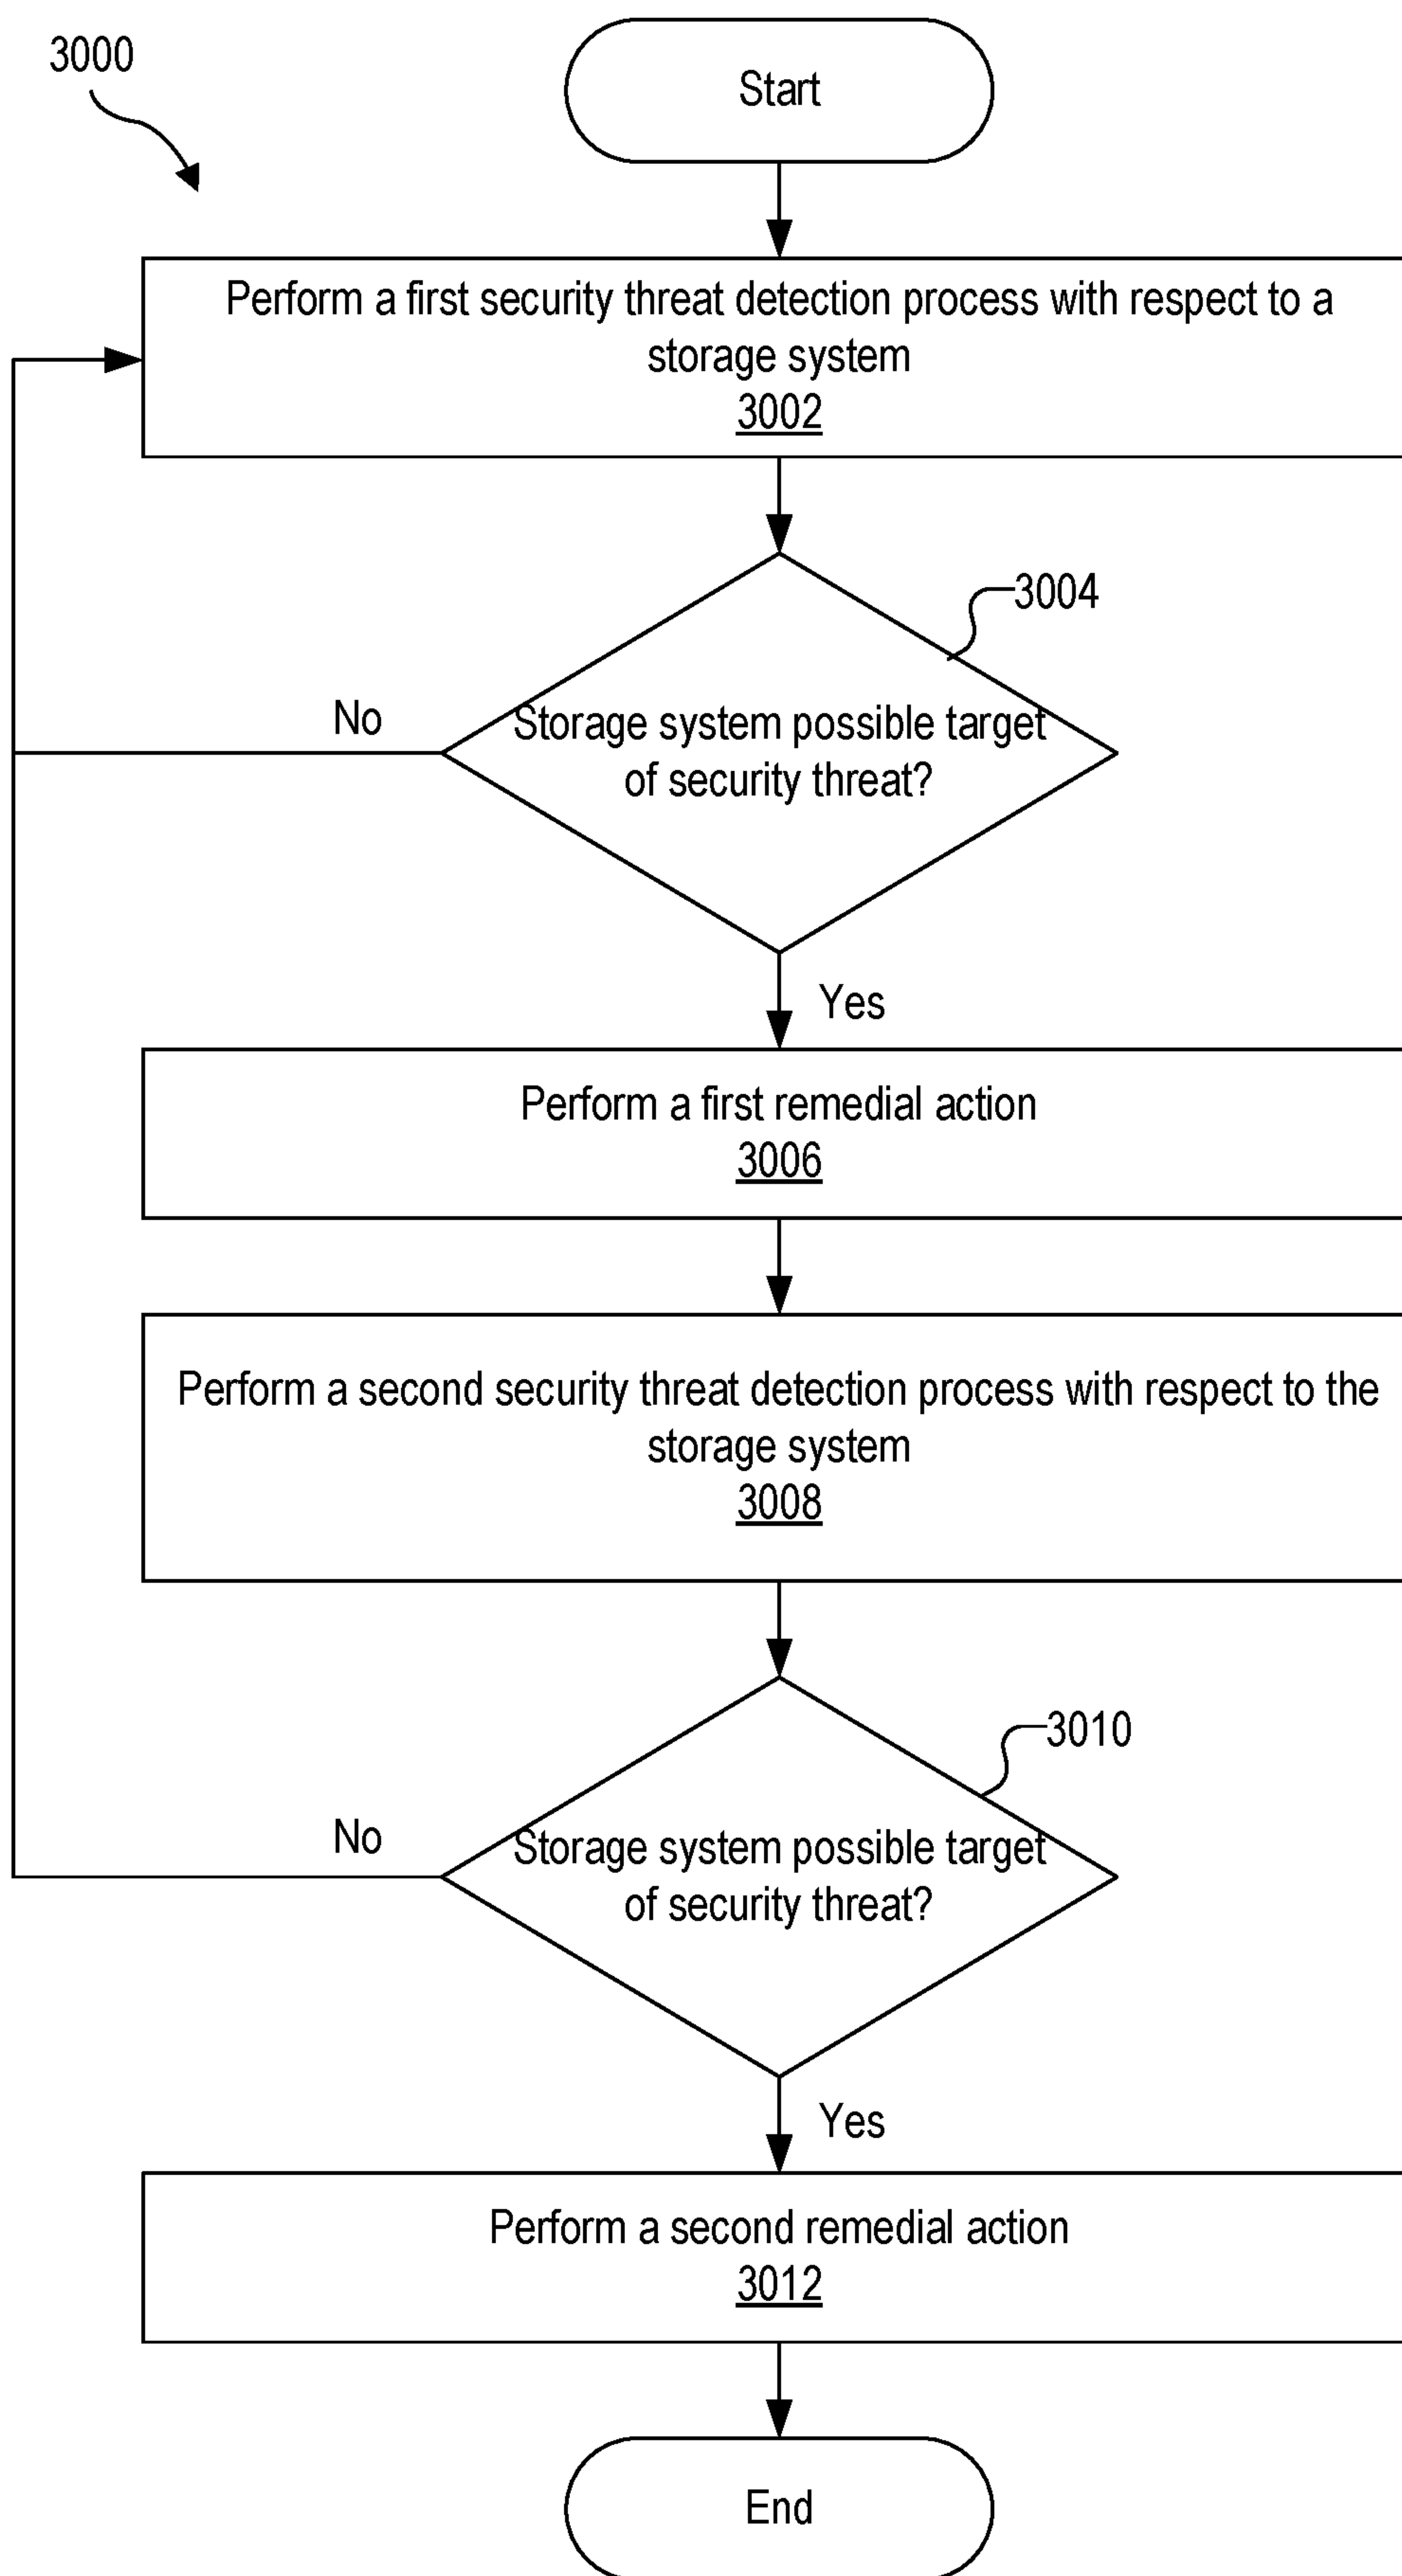 3000
Start
Perform a first security threat detection process with respect to a
storage system
3002
3004
No
Storage system possible target
of security threat?
Yes
Perform a first remedial action
3006
Perform a second security threat detection process with respect to the
storage system
3008
3010
No
Storage system possible target
of security threat?
Yes
Perform a second remedial action
3012
End